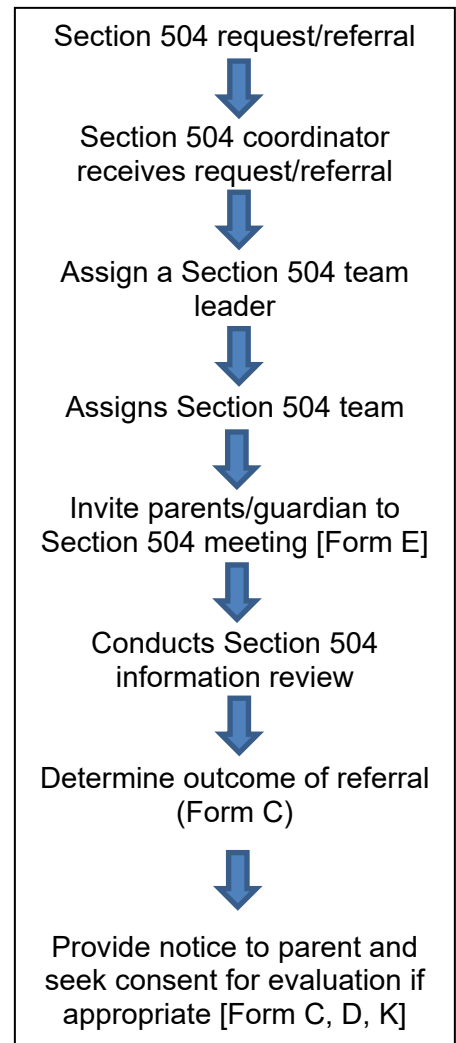 Section 504 request/referral
Section 504 coordinator
receives request/referral
Assign a Section 504 team
leader
Assigns Section 504 team
Invite parents/guardian to
Section 504 meeting [Form E]
Conducts Section 504
information review
Determine outcome of referral
(Form C)
Provide notice to parent and
seek consent for evaluation if
appropriate [Form C, D, K]